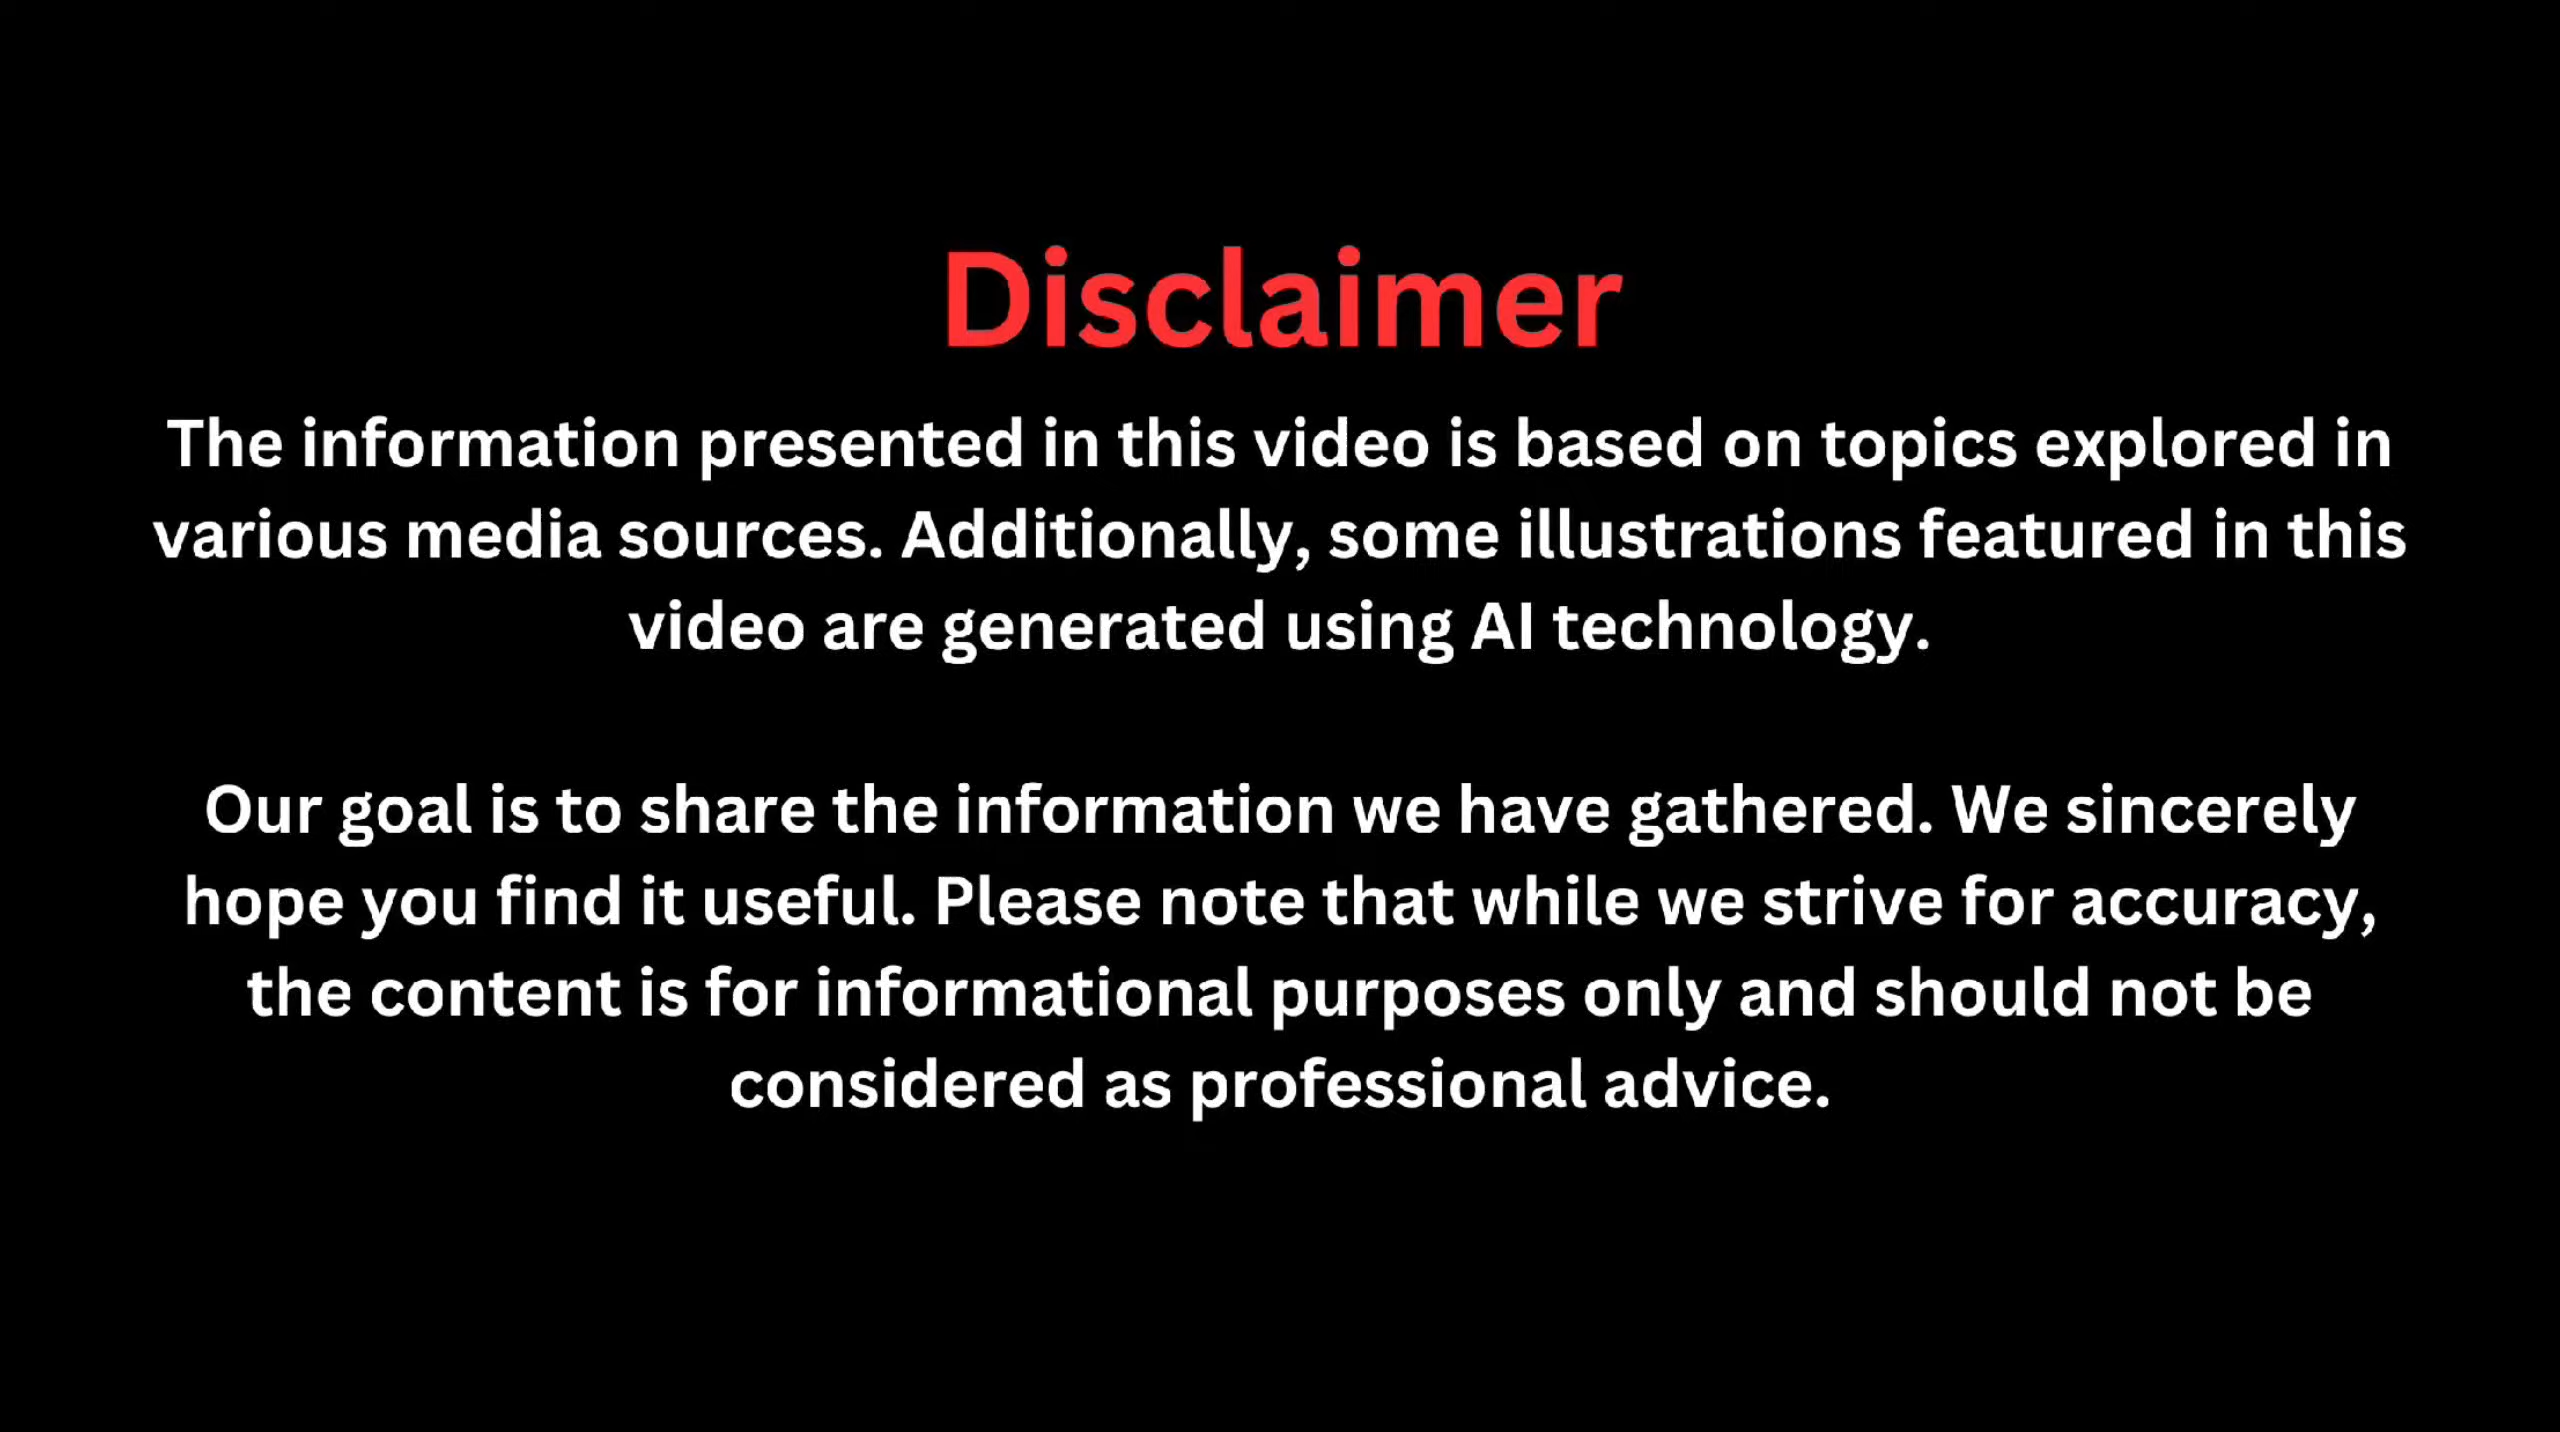 Disclaimer
The information presented in this video is based on topics explored in
various media sources. Additionally, some illustrations featured in this
video are generated using AI technology.
Our goal is to share the information we have gathered. We sincerely
hope you find it useful. Please note that while we strive for accuracy,
the content is for informational purposes only and should not be
considered as professional advice.